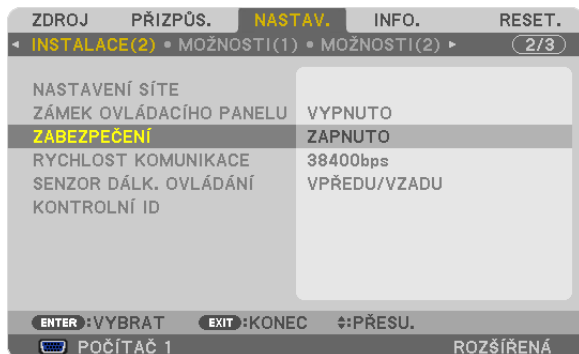 ZDROJ PŘIZPŮS. NASTAV. INFO. RESET.
◄ INSTALACE(2) • MOŽNOSTI(1) • MOŽNOSTI(2) ► 2/3
NASTAVENÍ SÍTE
ZÁMEK OVLÁDACÍHO PANELU VYPNUTO
ZABEZPEČENÍ ZAPNUTO
RYCHLOST KOMUNIKACE 38400bps
SENZOR DÁLK. OVLÁDÁNÍ VPŘEDU/VZADU
KONTROLNÍ ID
ENTER :VYBRAT EXIT :KONEC ⬍:PŘESU.
POČÍTAČ 1 ROZŠÍŘENÁ